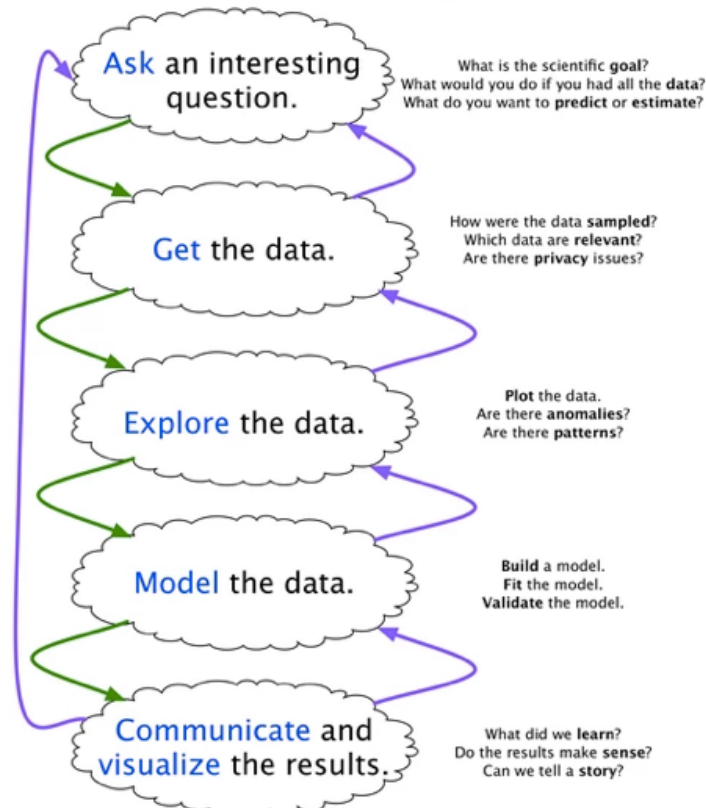 Ask an interesting
question.
What is the scientific goal?
What would you do if you had all the data?
What do you want to predict or estimate?
Get the data.
How were the data sampled?
Which data are relevant?
Are there privacy issues?
Explore the data.
Plot the data.
Are there anomalies?
Are there patterns?
Model the data.
Build a model.
Fit the model.
Validate the model.
Communicate and
visualize the results.
What did we learn?
Do the results make sense?
Can we tell a story?